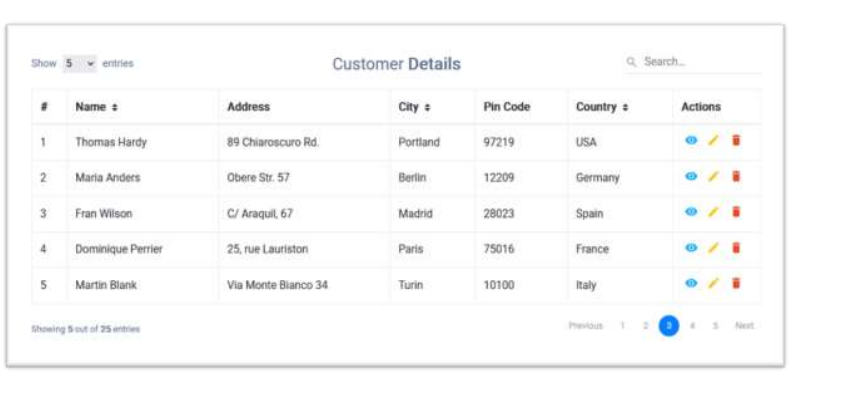 Show 5 entries Customer Details Search...
# Name Address City Pin Code Country Actions
1 Thomas Hardy 89 Chiaroscuro Rd. Portland 97219 USA
2 Maria Anders Obere Str. 57 Berlin 12209 Germany
3 Fran Wilson C/ Araquil, 67 Madrid 28023 Spain
4 Dominique Perrier 25, rue Lauriston Paris 75016 France
5 Martin Blank Via Monte Bianco 34 Turin 10100 Italy
Showing 5 out of 25 entries Previous 1 2 3 4 5 Next